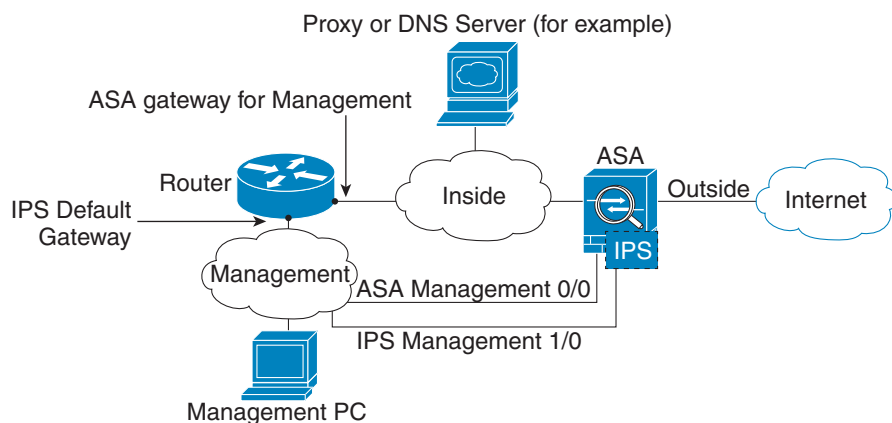 Proxy or DNS Server (for example)
ASA gateway for Management
ASA
Router
Inside
Outside
Internet
IPS Default
Gateway
IPS
Management
ASA Management 0/0
IPS Management 1/0
Management PC